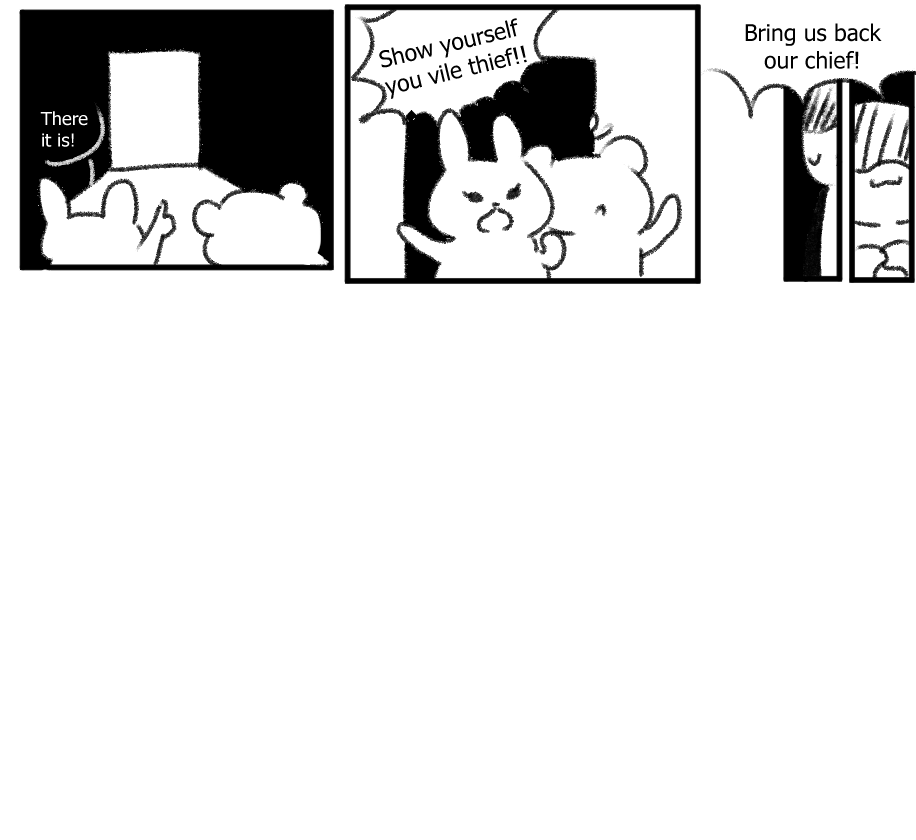 There
it is!
Show yourself
you vile thief!!
Bring us back
our chief!